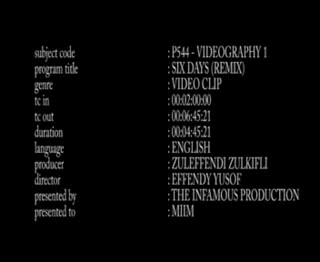 subject code : P544 - VIDEOGRAPHY 1
program title : SIX DAYS (REMIX)
genre : VIDEO CLIP
tc in : 00:02:00:00
tc out : 00:06:45:21
duration : 00:04:45:21
language : ENGLISH
producer : ZULEFFENDI ZULKIFLI
director : EFFENDY YUSOF
presented by : THE INFAMOUS PRODUCTION
presented to : MIIM